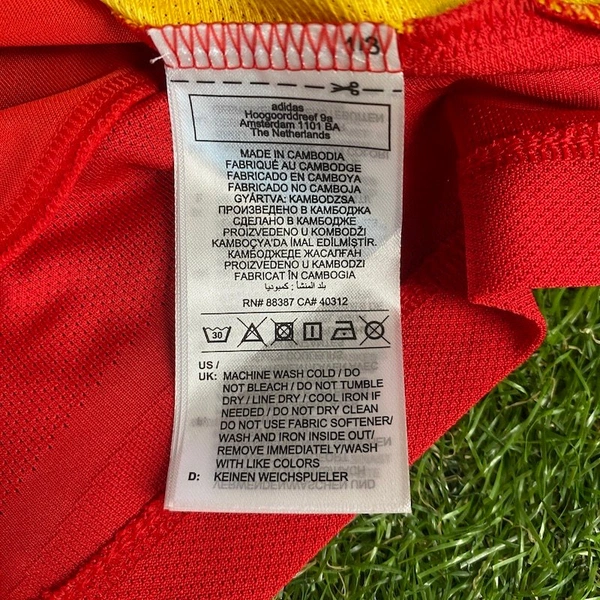 1/3
adidas
Hoogoorddreef 9a
Amsterdam 1101 BA
The Netherlands
MADE IN CAMBODIA
FABRIQUÉ AU CAMBODGE
FABRICADO EN CAMBOYA
FABRICADO NO CAMBOJA
GYÁRTVA: KAMBODZSA
ПРОИЗВЕДЕНО В КАМБОДЖА
СДЕЛАНО В КАМБОДЖЕ
PROIZVEDENO U KOMBODŽI
KAMBOÇYA'DA İMAL EDİLMİŞTİR.
КАМБОДЖЕДЕ ЖАСАЛҒАН
PROIZVEDENO U KAMBODZI
FABRICAT ÎN CAMBOGIA
بلد المنشأ : كمبوديا
RN# 88387 CA# 40312
30
US /
UK: MACHINE WASH COLD / DO
NOT BLEACH / DO NOT TUMBLE
DRY / LINE DRY / COOL IRON IF
NEEDED / DO NOT DRY CLEAN
DO NOT USE FABRIC SOFTENER/
WASH AND IRON INSIDE OUT/
REMOVE IMMEDIATELY/WASH
WITH LIKE COLORS
D: KEINEN WEICHSPUELER